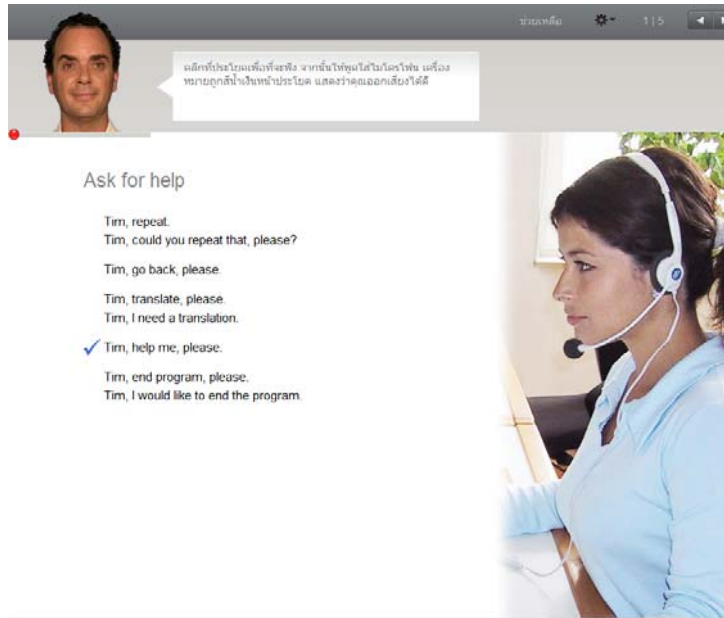 ช่วยเหลือ
1|5
คลิกที่ประโยคเพื่อที่จะฟัง จากนั้นให้พูดใส่ไมโครโฟน เครื่อง
หมายถูกสีน้ำเงินหน้าประโยค แสดงว่าคุณออกเสียงได้ดี
Ask for help
Tim, repeat.
Tim, could you repeat that, please?
Tim, go back, please.
Tim, translate, please.
Tim, I need a translation.
Tim, help me, please.
Tim, end program, please.
Tim, I would like to end the program.